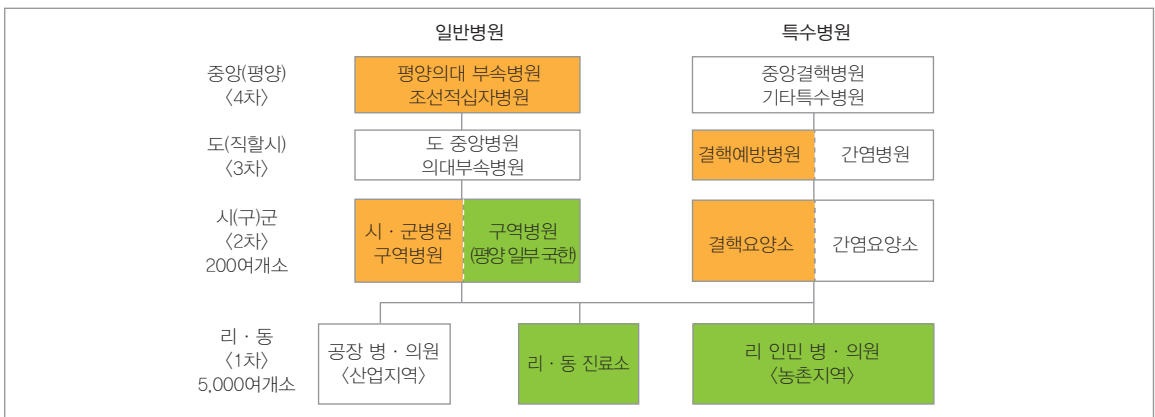 일반병원
특수병원
중앙(평양)
〈4차〉
평양의대 부속병원
조선적십자병원
중앙결핵병원
기타특수병원
도(직할시)
〈3차〉
도 중앙병원
의대부속병원
결핵예방병원
간염병원
시(구)군
〈2차〉
200여개소
시 · 군병원
구역병원
구역병원
(평양 일부 국한)
결핵요양소
간염요양소
리 · 동
〈1차〉
5,000여개소
공장 병 · 의원
〈산업지역〉
리 · 동 진료소
리 인민 병 · 의원
〈농촌지역〉